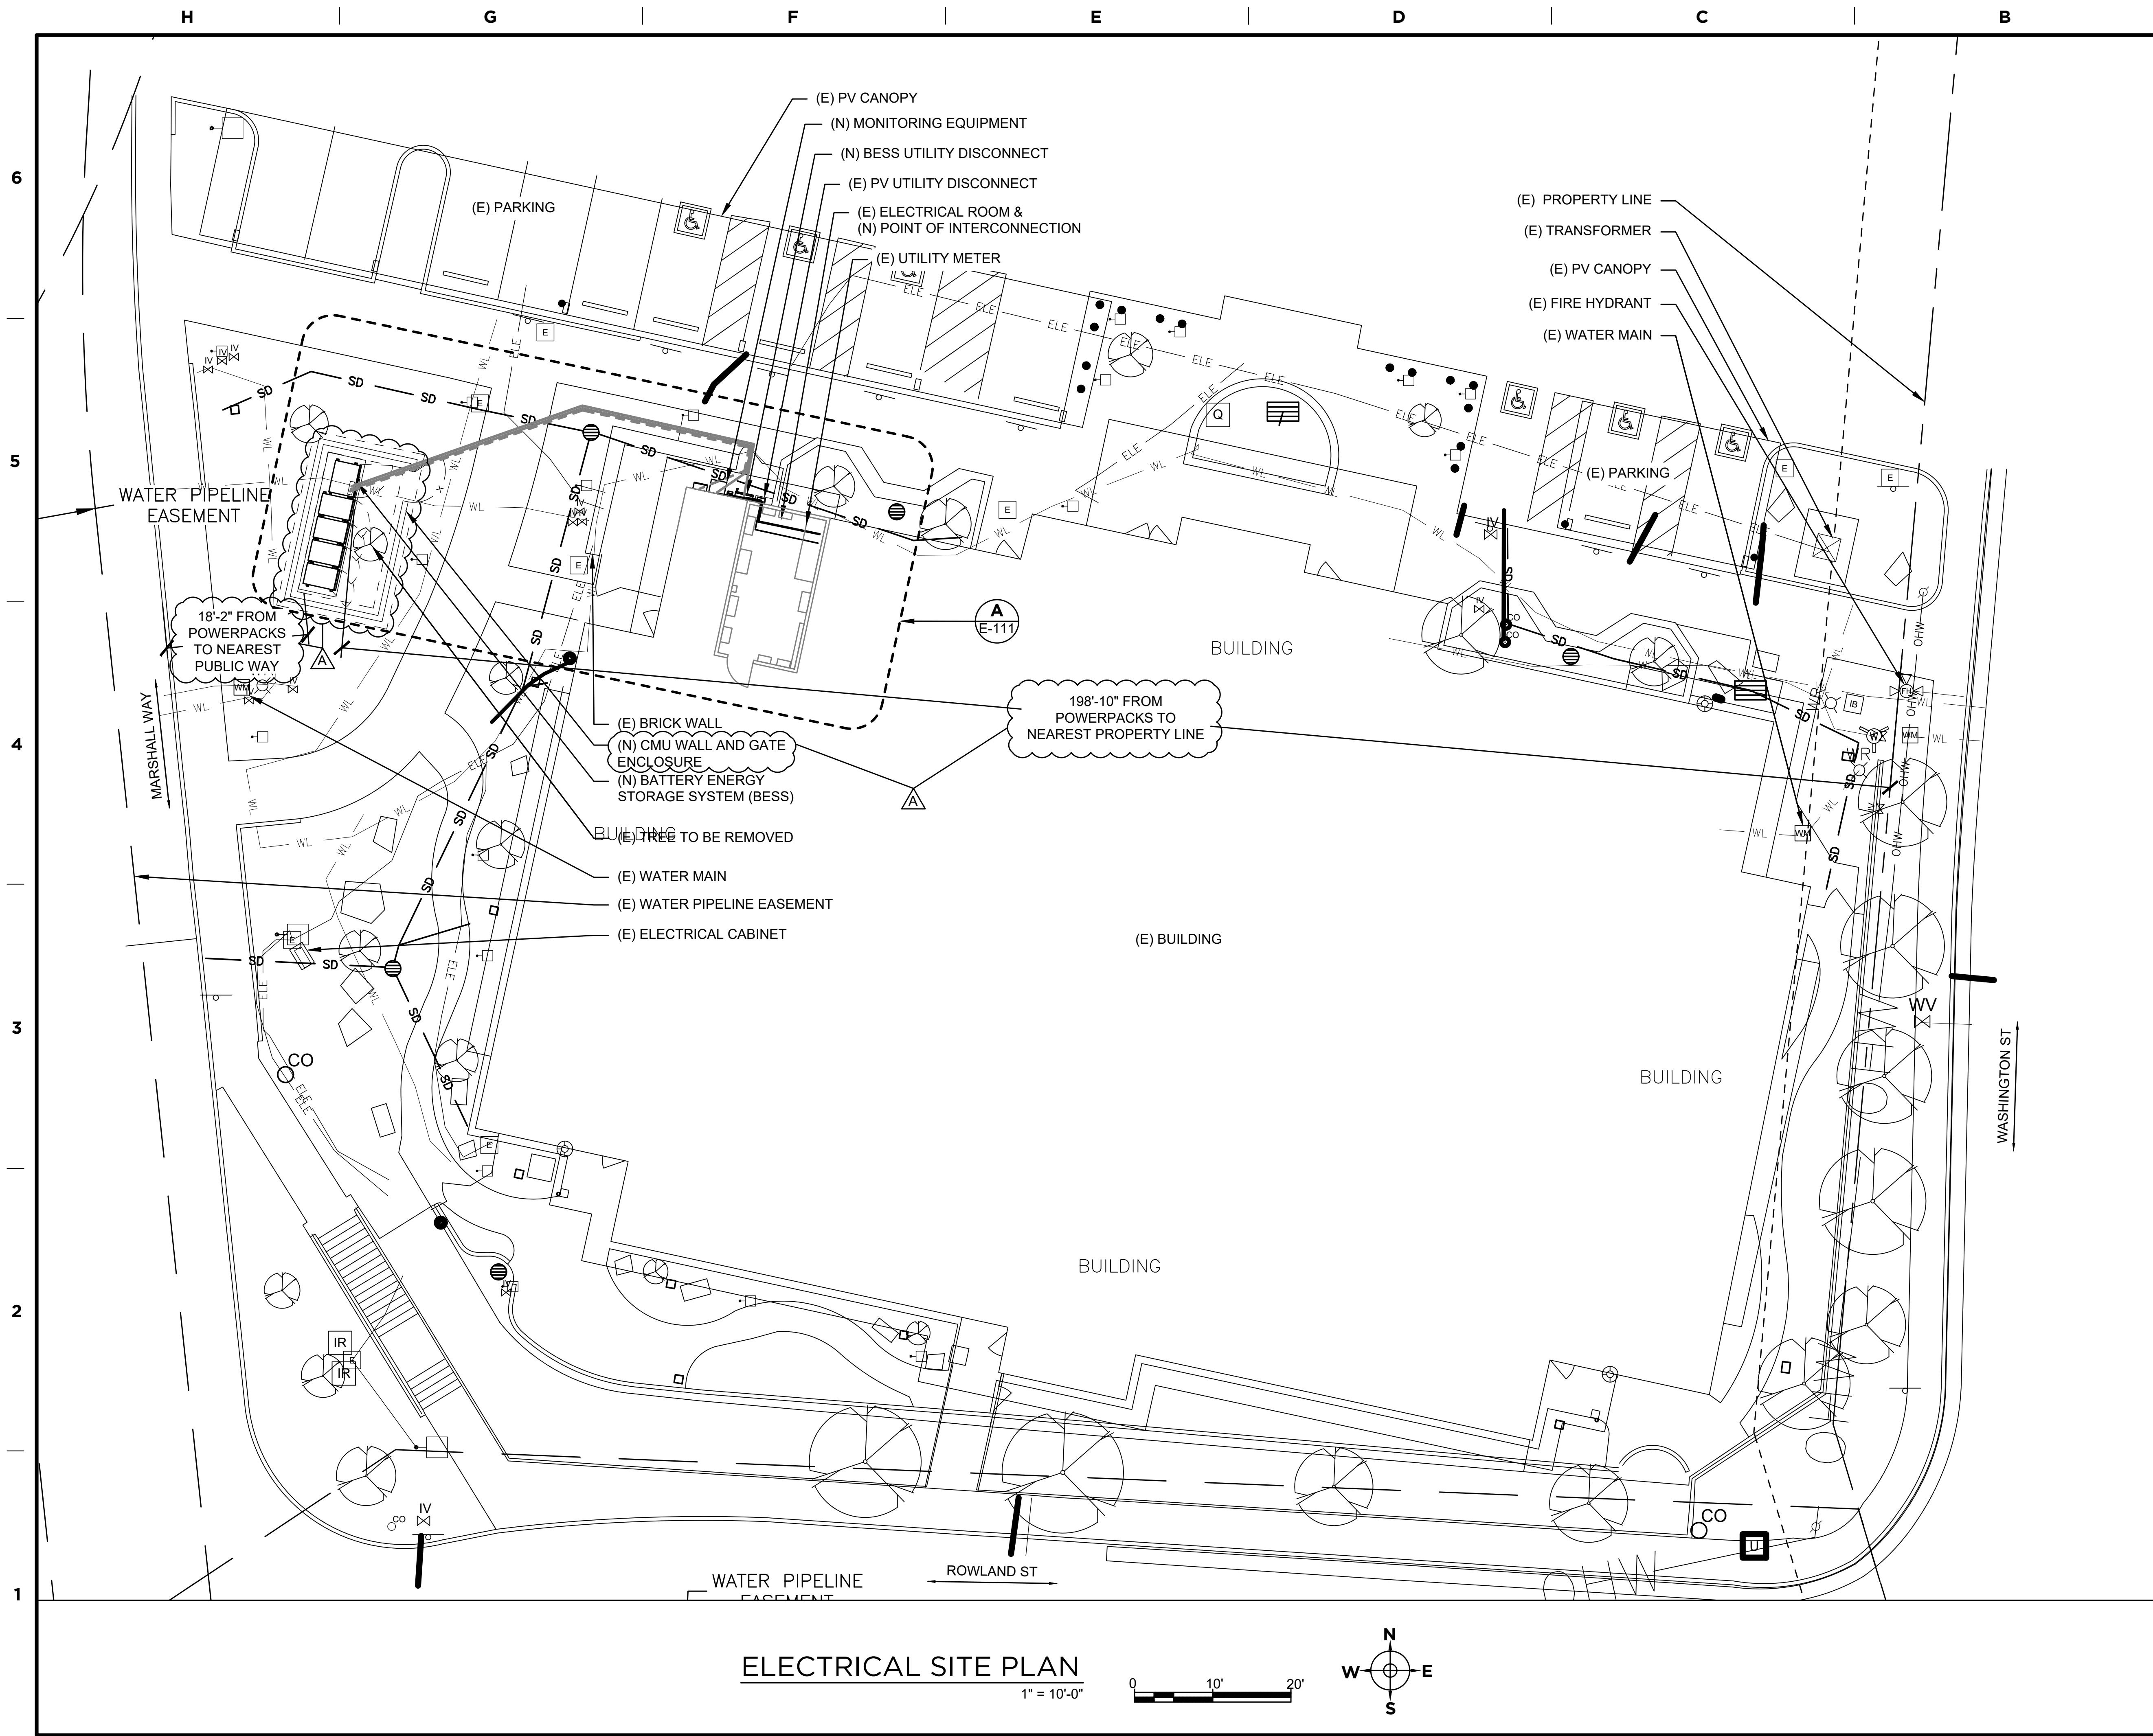 H G F E D C B
6
5
4
3
2
1
(E) PV CANOPY
(N) MONITORING EQUIPMENT
(N) BESS UTILITY DISCONNECT
(E) PV UTILITY DISCONNECT
(E) ELECTRICAL ROOM &
(N) POINT OF INTERCONNECTION
(E) UTILITY METER
(E) PARKING
(E) PROPERTY LINE
(E) TRANSFORMER
(E) PV CANOPY
(E) FIRE HYDRANT
(E) WATER MAIN
(E) PARKING
WATER PIPELINE
EASEMENT
18'-2" FROM
POWERPACKS
TO NEAREST
PUBLIC WAY
A
MARSHALL WAY
A
E-111
BUILDING
198'-10" FROM
POWERPACKS TO
NEAREST PROPERTY LINE
A
(E) BRICK WALL
(N) CMU WALL AND GATE
ENCLOSURE
(N) BATTERY ENERGY
STORAGE SYSTEM (BESS)
BUILDING
(E) TREE TO BE REMOVED
(E) WATER MAIN
(E) WATER PIPELINE EASEMENT
(E) ELECTRICAL CABINET
(E) BUILDING
BUILDING
BUILDING
WV
WASHINGTON ST
CO
IR
E
IR
IV
CO
CO
U
ROWLAND ST
WATER PIPELINE
EASEMENT
ELECTRICAL SITE PLAN
1" = 10'-0"
0 10' 20'
N
W E
S